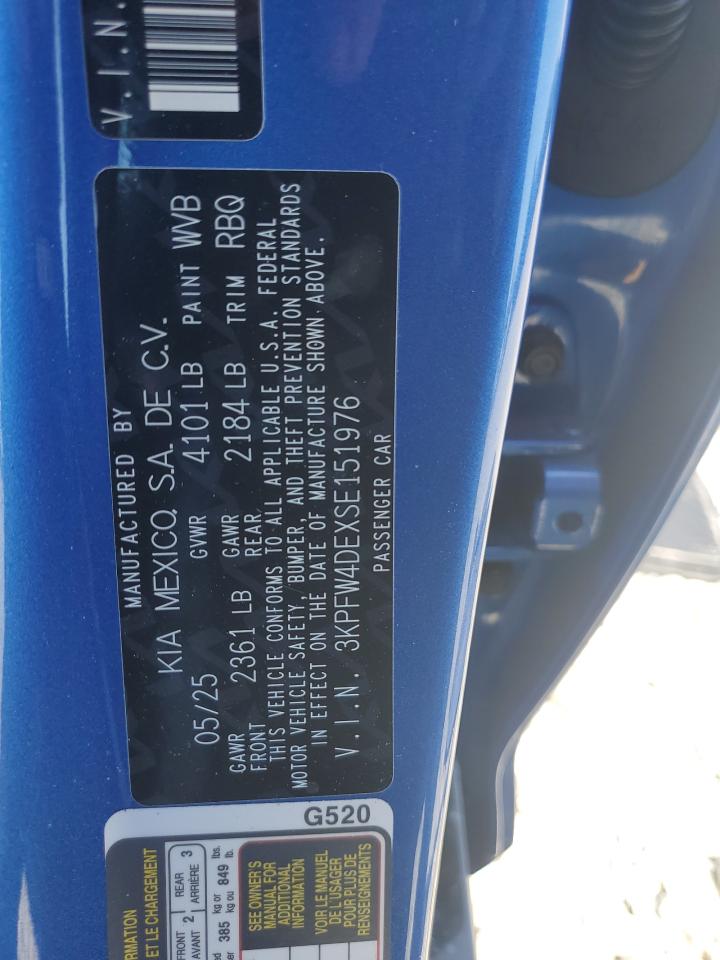 V.I.N.
MANUFACTURED BY
KIA MEXICO, S.A. DE C.V.
05/25 GVWR 4101 LB PAINT WVB
GAWR FRONT 2361 LB GAWR REAR 2184 LB TRIM RBQ
THIS VEHICLE CONFORMS TO ALL APPLICABLE U.S.A. FEDERAL
MOTOR VEHICLE SAFETY, BUMPER, AND THEFT PREVENTION STANDARDS
IN EFFECT ON THE DATE OF MANUFACTURE SHOWN ABOVE.
V.I.N. 3KPFW4DEXSE151976
PASSENGER CAR
G520
ET LE CHARGEMENT
FRONT 2 REAR 3
AVANT ARRIÈRE
385 kg or 849 lbs.
kg ou lb.
SEE OWNER'S
MANUAL FOR
ADDITIONAL
INFORMATION
VOIR LE MANUEL
DE L'USAGER
POUR PLUS DE
RENSEIGNEMENTS